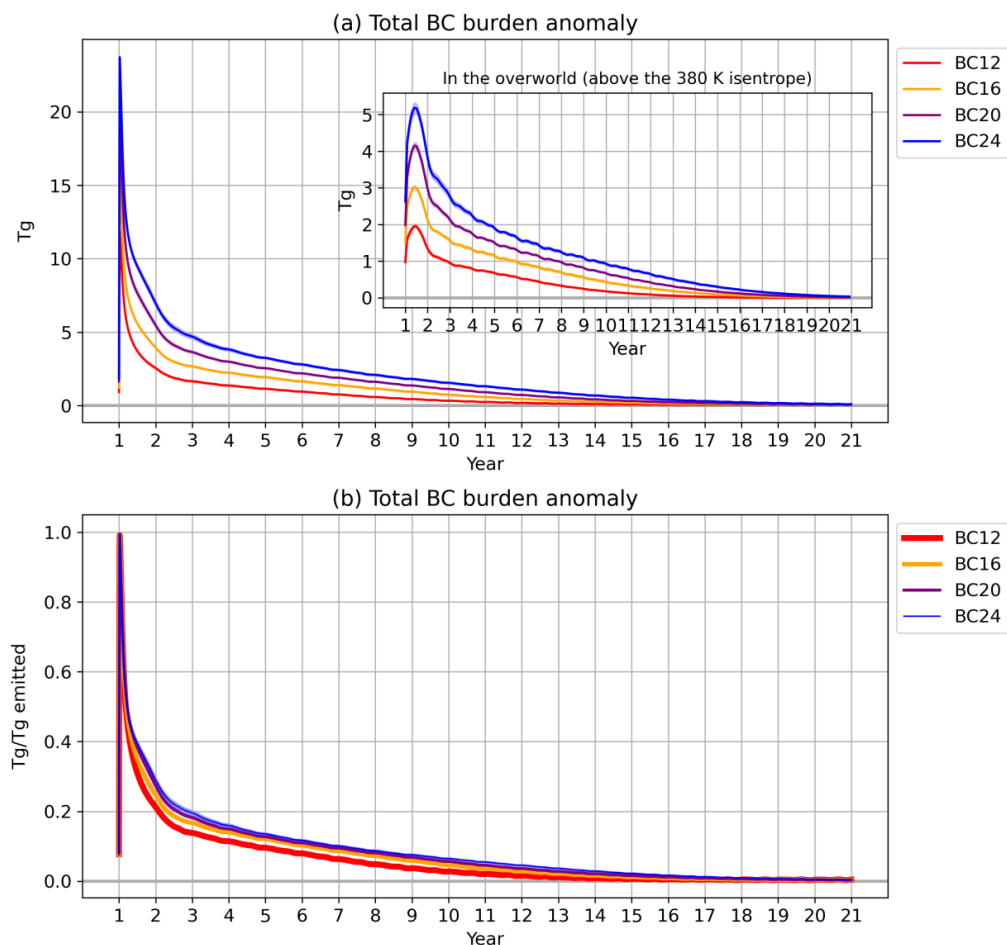 (a) Total BC burden anomaly
Tg
20
15
10
5
0
1 2 3 4 5 6 7 8 9 10 11 12 13 14 15 16 17 18 19 20 21
Year
In the overworld (above the 380 K isentrope)
Tg
5
4
3
2
1
0
1 2 3 4 5 6 7 8 9 10 11 12 13 14 15 16 17 18 19 20 21
Year
BC12
BC16
BC20
BC24
(b) Total BC burden anomaly
Tg/Tg emitted
1.0
0.8
0.6
0.4
0.2
0.0
1 2 3 4 5 6 7 8 9 10 11 12 13 14 15 16 17 18 19 20 21
Year
BC12
BC16
BC20
BC24